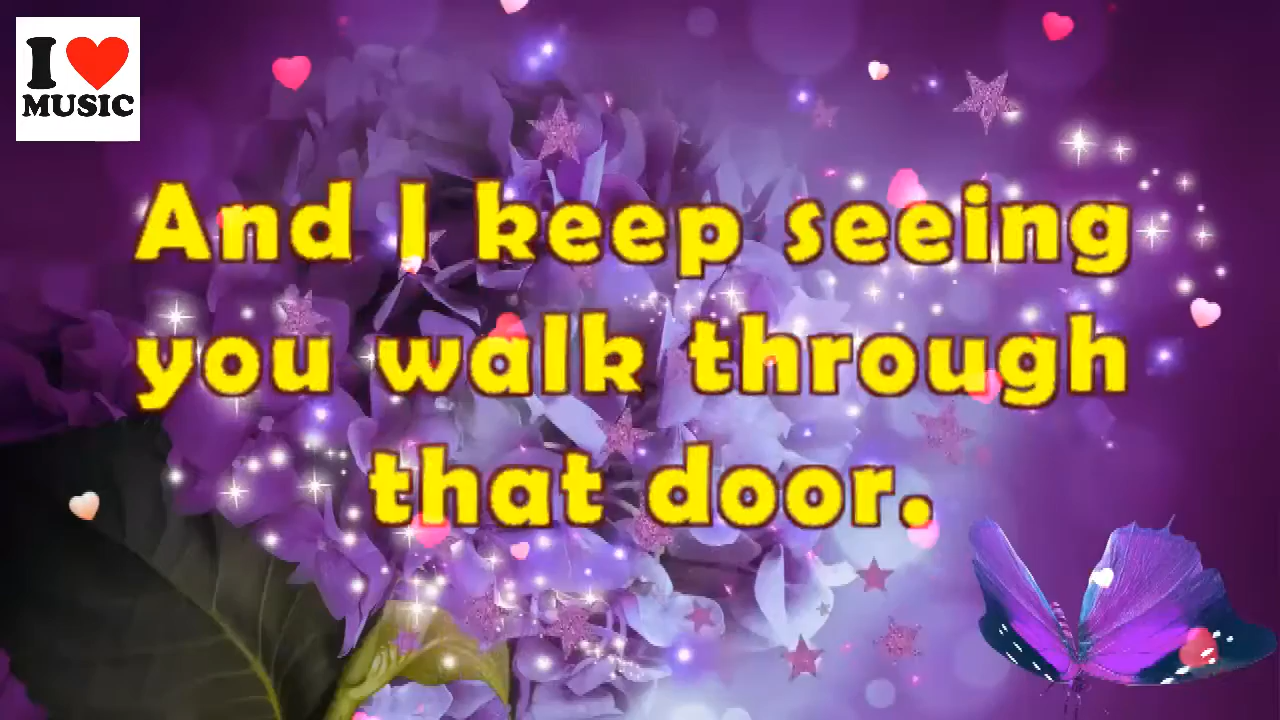 I ❤ MUSIC
And I keep seeing
you walk through
that door.